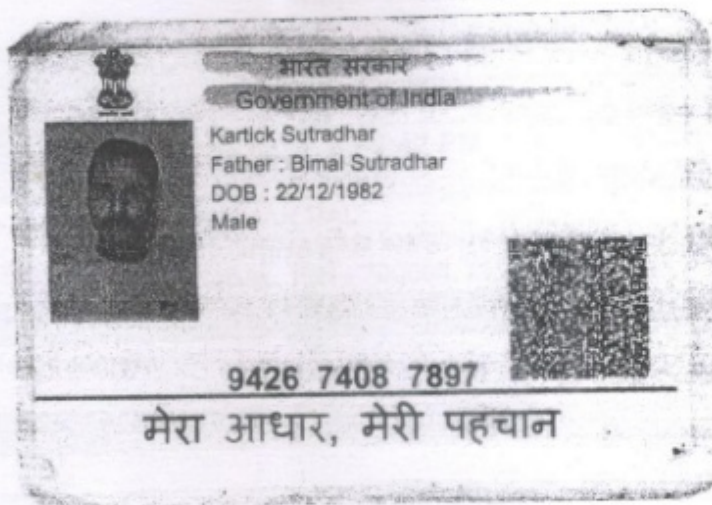 भारत सरकार
Government of India
Kartick Sutradhar
Father : Bimal Sutradhar
DOB : 22/12/1982
Male
9426 7408 7897
मेरा आधार, मेरी पहचान